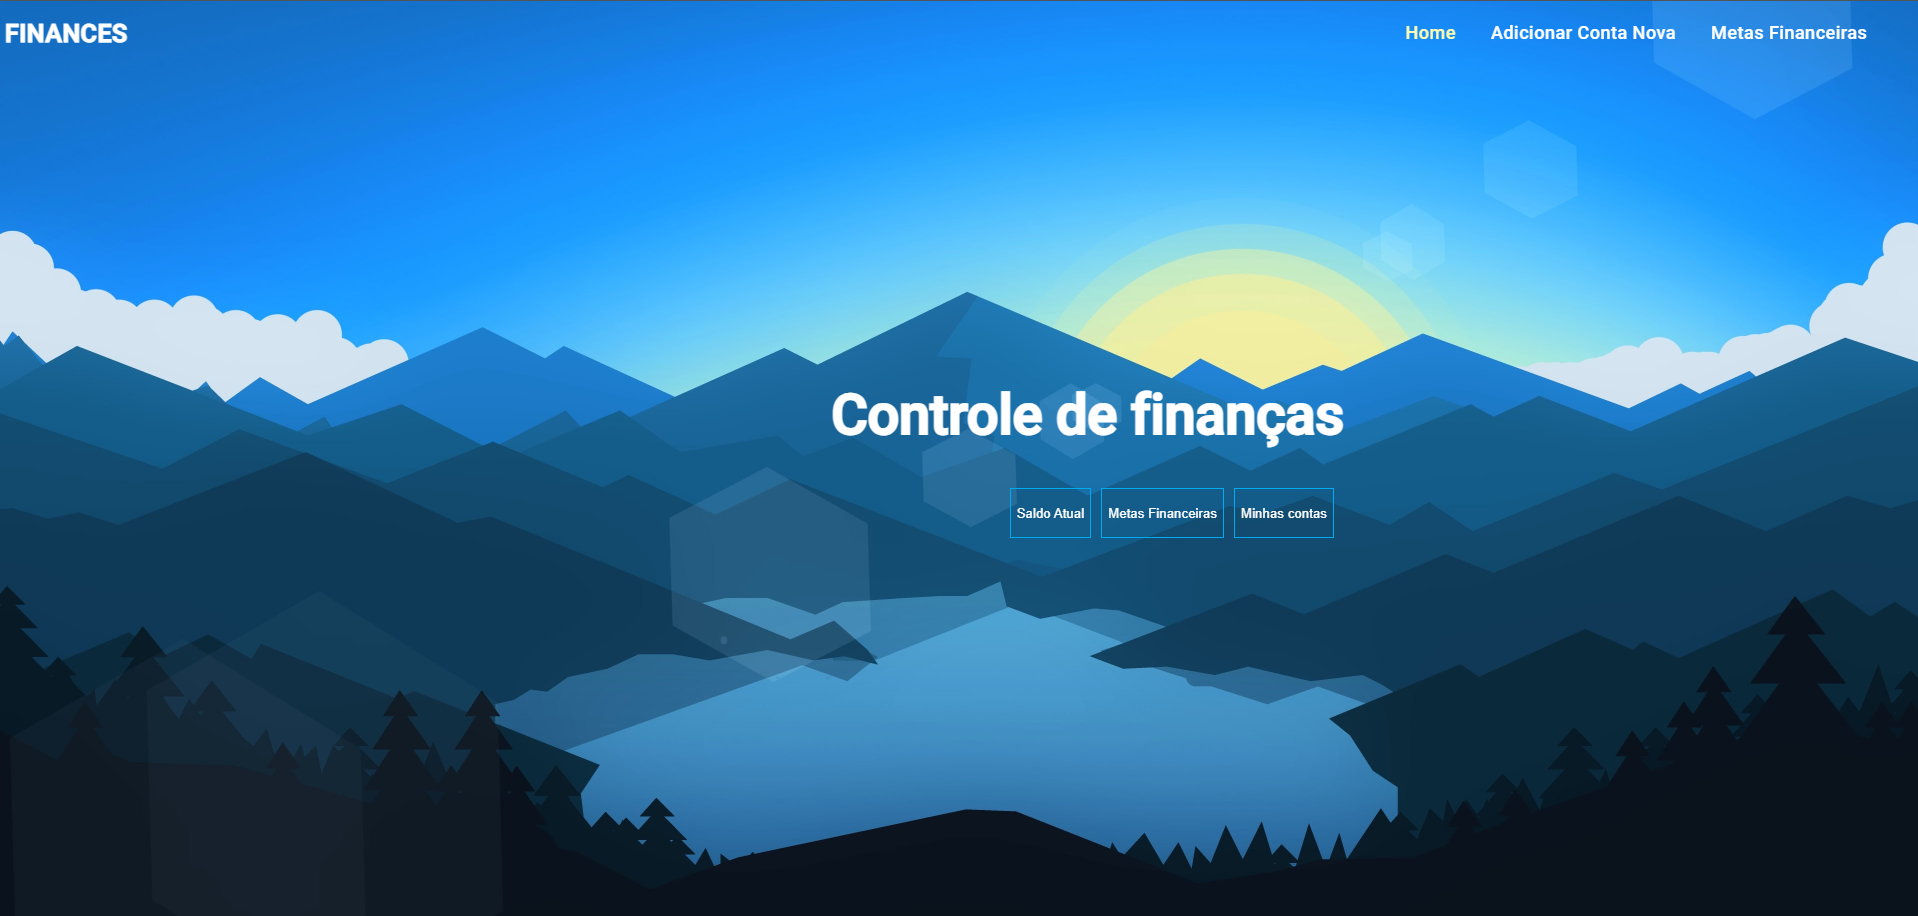 FINANCES
Home Adicionar Conta Nova Metas Financeiras
Controle de finanças
Saldo Atual Metas Financeiras Minhas contas